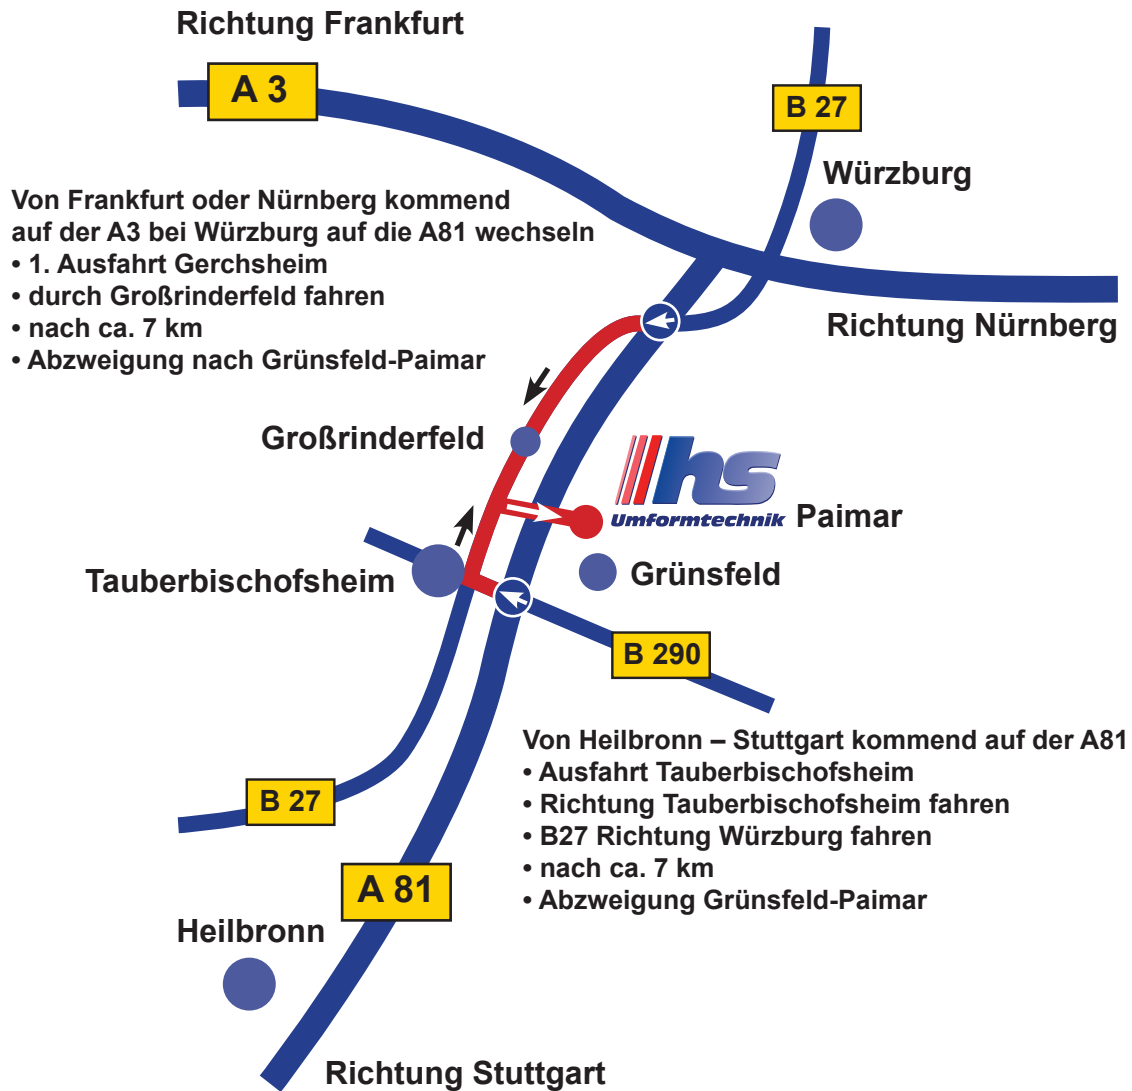 Richtung Frankfurt
A 3
B 27
Würzburg
Von Frankfurt oder Nürnberg kommend
auf der A3 bei Würzburg auf die A81 wechseln
• 1. Ausfahrt Gerchsheim
• durch Großrinderfeld fahren
• nach ca. 7 km
• Abzweigung nach Grünsfeld-Paimar
Richtung Nürnberg
Großrinderfeld
hs
Umformtechnik
Paimar
Tauberbischofsheim
Grünsfeld
B 290
Von Heilbronn – Stuttgart kommend auf der A81
• Ausfahrt Tauberbischofsheim
• Richtung Tauberbischofsheim fahren
• B27 Richtung Würzburg fahren
• nach ca. 7 km
• Abzweigung Grünsfeld-Paimar
B 27
A 81
Heilbronn
Richtung Stuttgart